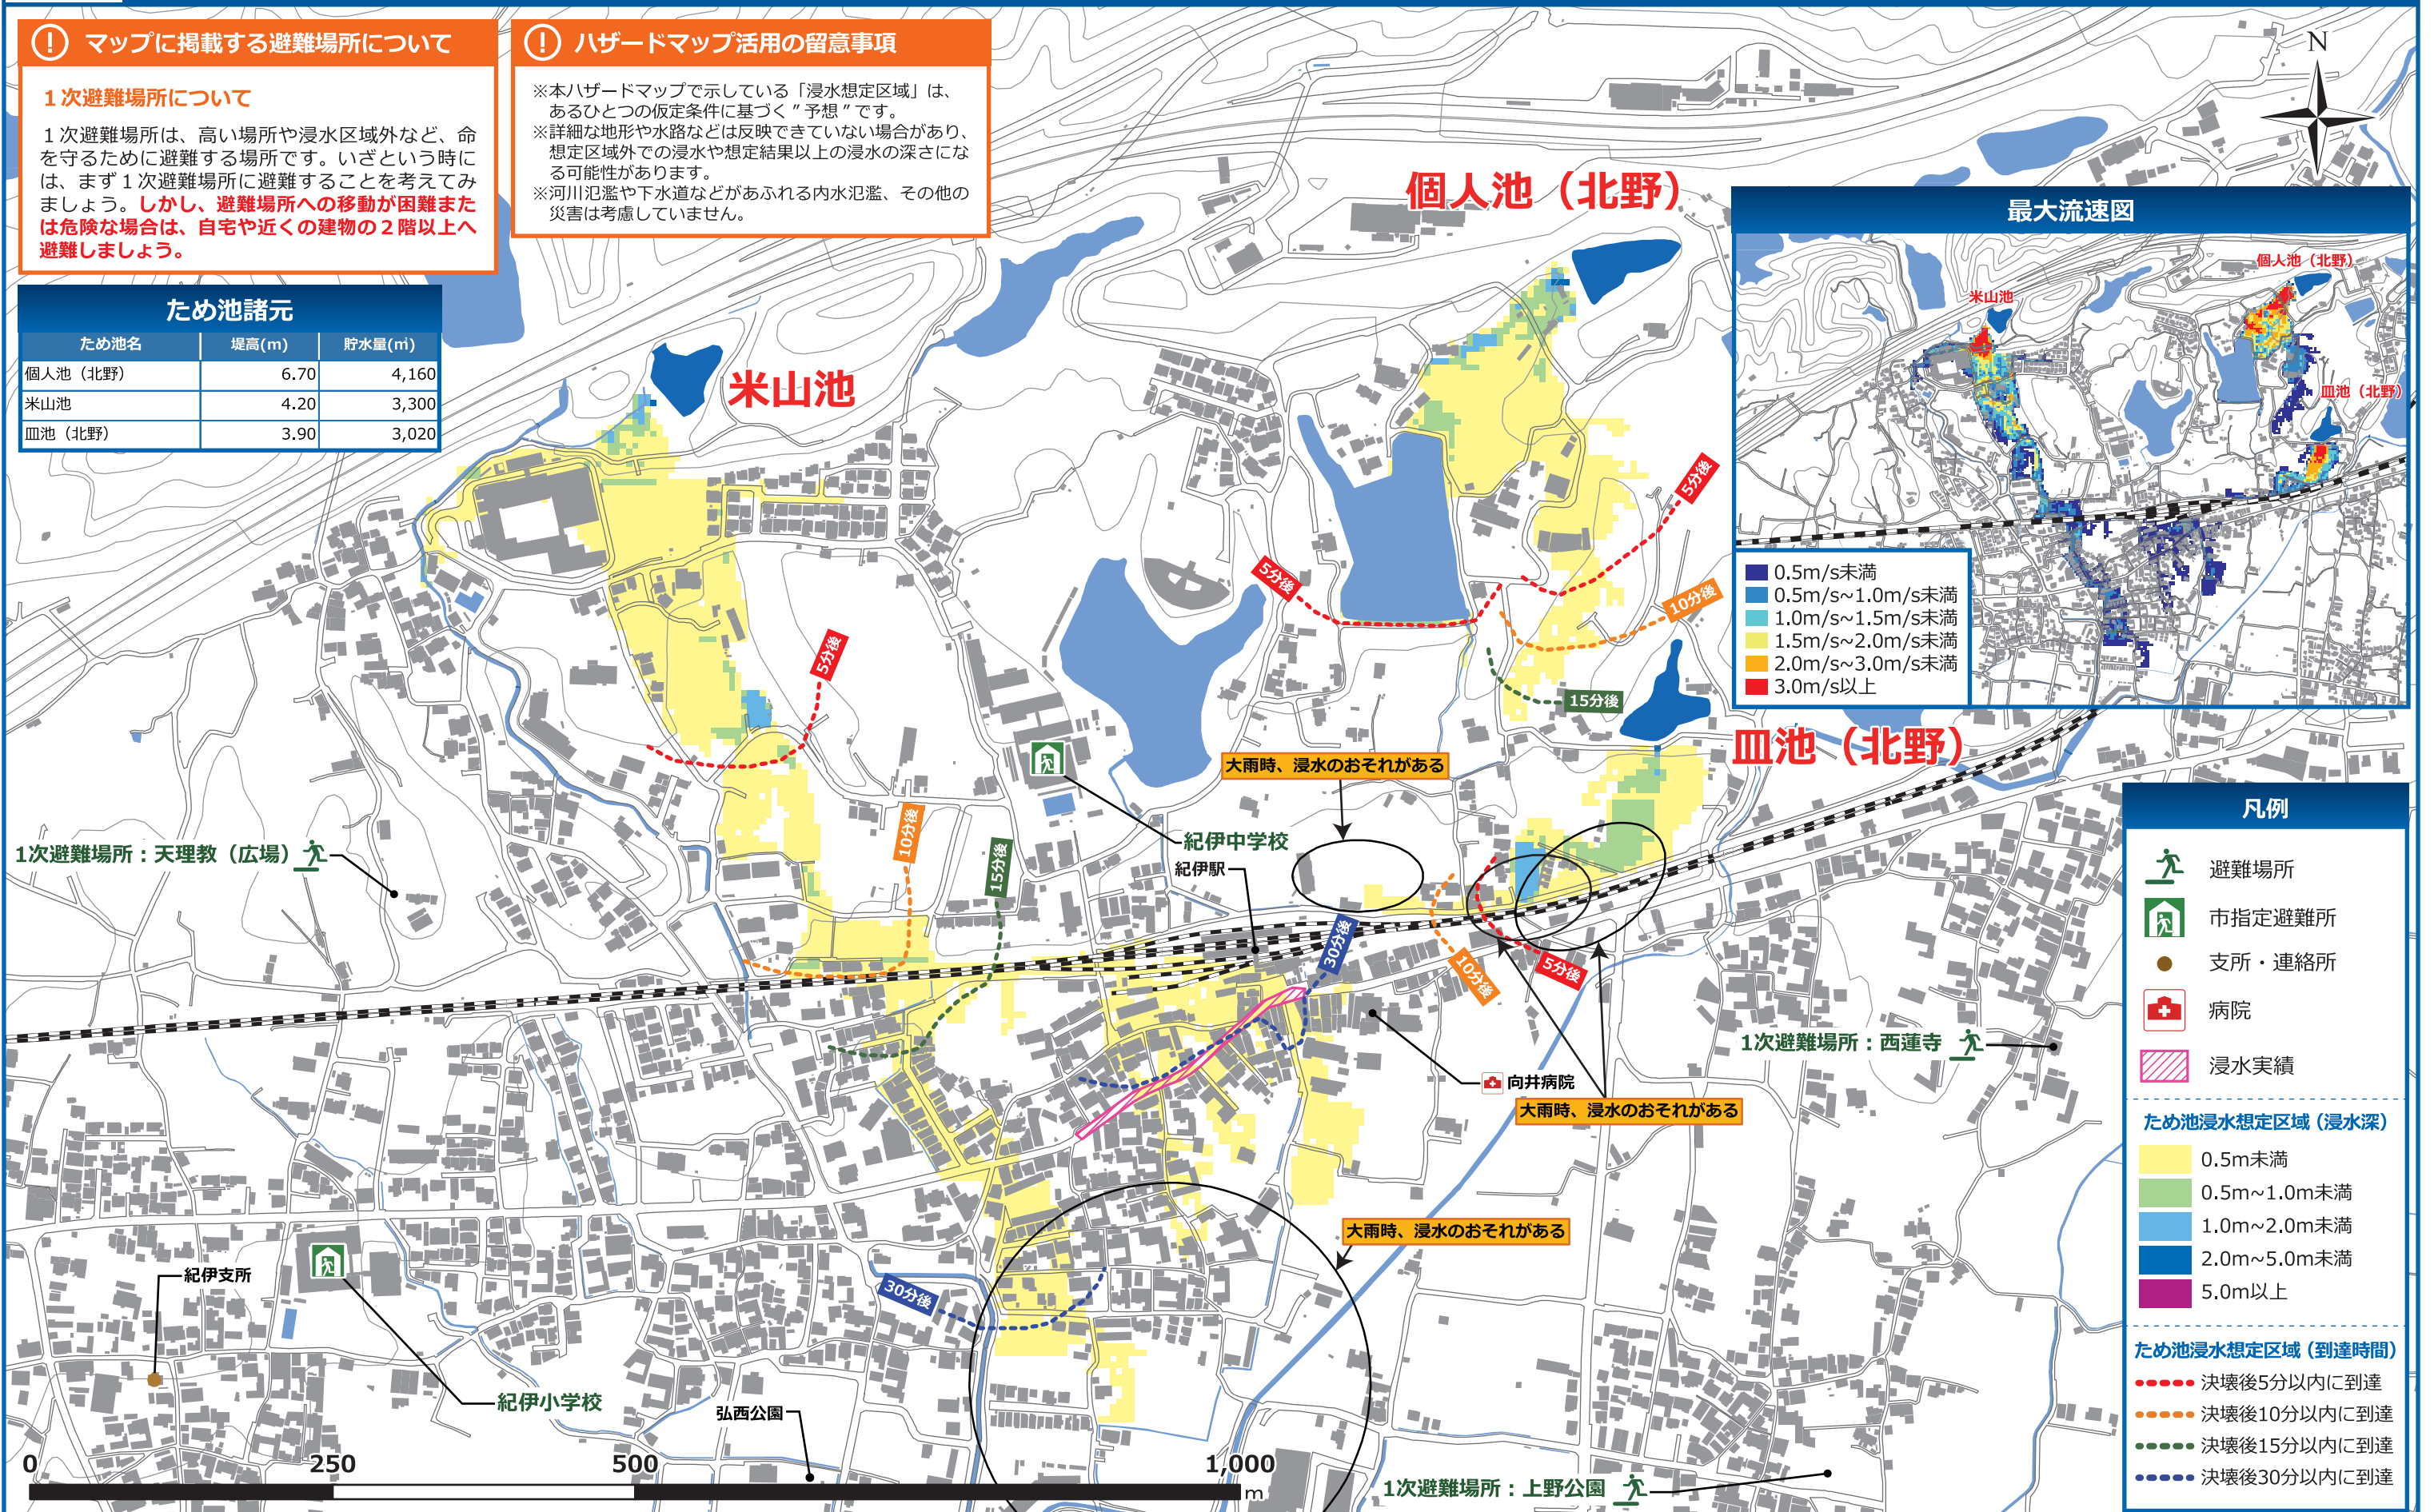 マップに掲載する避難場所について
1次避難場所について
1次避難場所は、高い場所や浸水区域外など、命
を守るために避難する場所です。いざという時に
は、まず1次避難場所に避難することを考えてみ
ましょう。しかし、避難場所への移動が困難また
は危険な場合は、自宅や近くの建物の2階以上へ
避難しましょう。
ハザードマップ活用の留意事項
※本ハザードマップで示している「浸水想定区域」は、
あるひとつの仮定条件に基づく”予想”です。
※詳細な地形や水路などは反映できていない場合があり、
想定区域外での浸水や想定結果以上の浸水の深さにな
る可能性があります。
※河川氾濫や下水道などがあふれる内水氾濫、その他の
災害は考慮していません。
ため池諸元
ため池名 堤高(m) 貯水量(㎥)
個人池（北野） 6.70 4,160
米山池 4.20 3,300
皿池（北野） 3.90 3,020
個人池（北野）
米山池
皿池（北野）
N
最大流速図
個人池（北野）
米山池
皿池（北野）
0.5m/s未満
0.5m/s~1.0m/s未満
1.0m/s~1.5m/s未満
1.5m/s~2.0m/s未満
2.0m/s~3.0m/s未満
3.0m/s以上
5分後
5分後
10分後
15分後
5分後
10分後
15分後
大雨時、浸水のおそれがある
紀伊中学校
紀伊駅
1次避難場所：天理教（広場）
30分後
10分後
5分後
1次避難場所：西蓮寺
向井病院
大雨時、浸水のおそれがある
大雨時、浸水のおそれがある
30分後
紀伊支所
紀伊小学校
弘西公園
1次避難場所：上野公園
0 250 500 1,000
m
凡例
避難場所
市指定避難所
支所・連絡所
病院
浸水実績
ため池浸水想定区域（浸水深）
0.5m未満
0.5m~1.0m未満
1.0m~2.0m未満
2.0m~5.0m未満
5.0m以上
ため池浸水想定区域（到達時間）
決壊後5分以内に到達
決壊後10分以内に到達
決壊後15分以内に到達
決壊後30分以内に到達